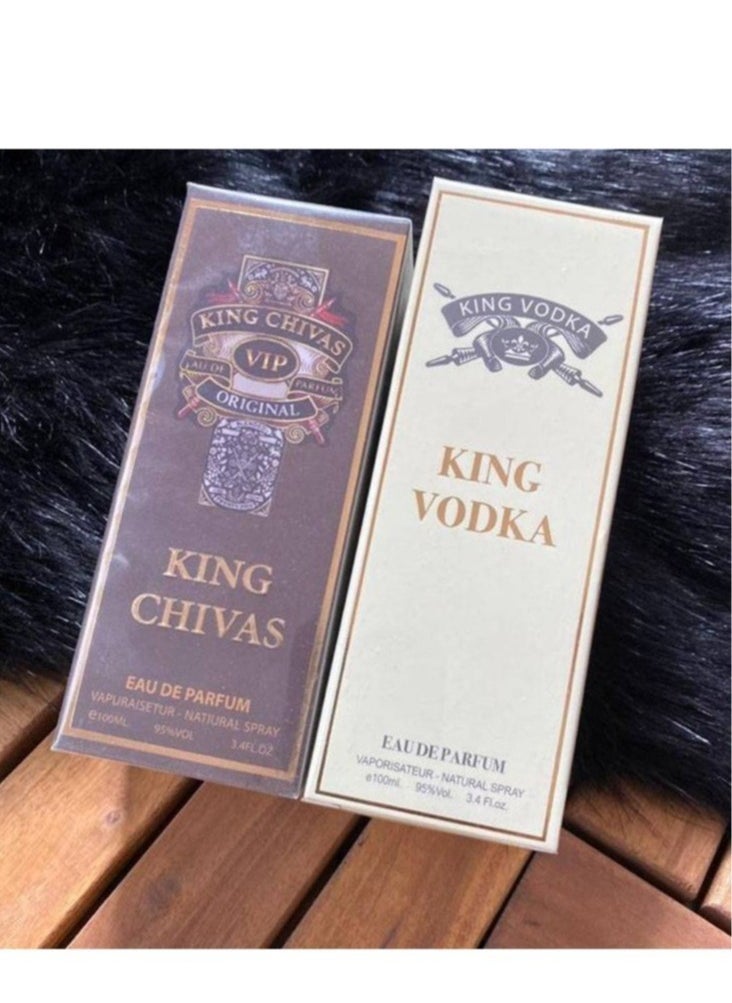 KING CHIVAS
VIP
EAU DE PARFUM
ORIGINAL
KING
CHIVAS
EAU DE PARFUM
VAPURAISETUR - NATIURAL SPRAY
e100ML 95%VOL 3.4FL.OZ
KING VODKA
KING
VODKA
EAU DE PARFUM
VAPORISATEUR - NATURAL SPRAY
e100ml. 95%Vol. 3.4 Fl.oz.